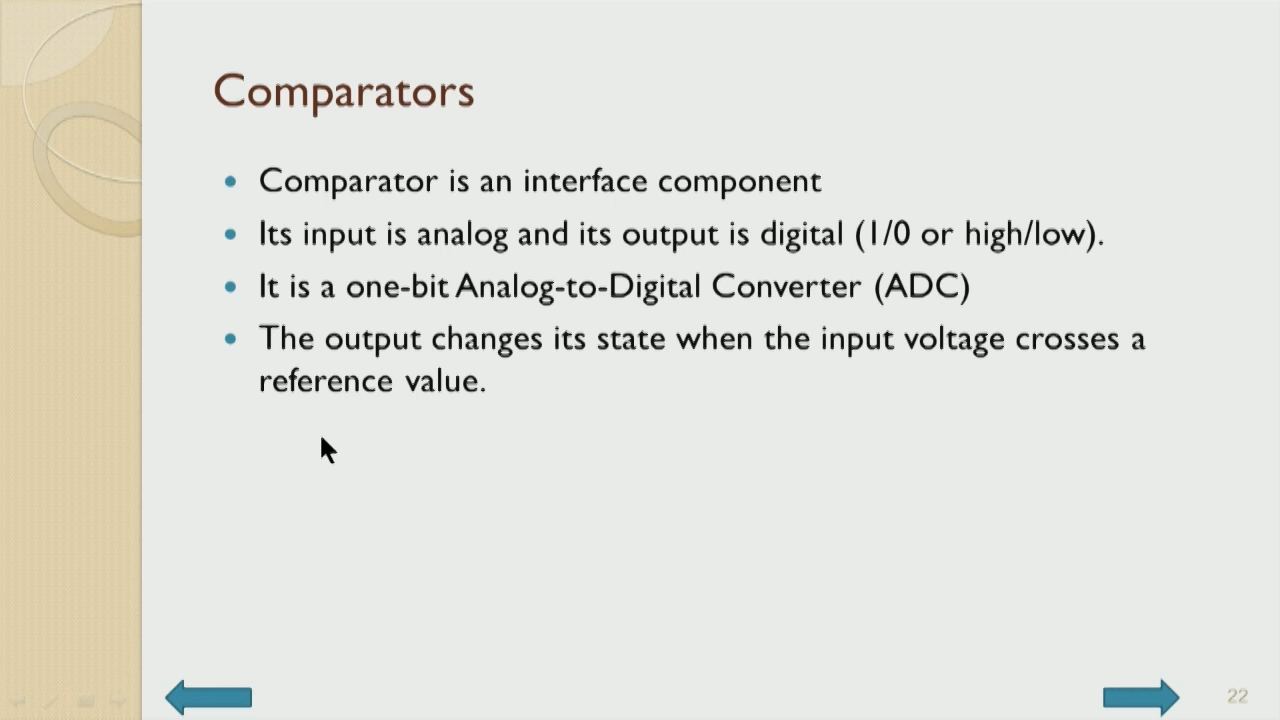 Comparators
• Comparator is an interface component
• Its input is analog and its output is digital (1/0 or high/low).
• It is a one-bit Analog-to-Digital Converter (ADC)
• The output changes its state when the input voltage crosses a
reference value.
22